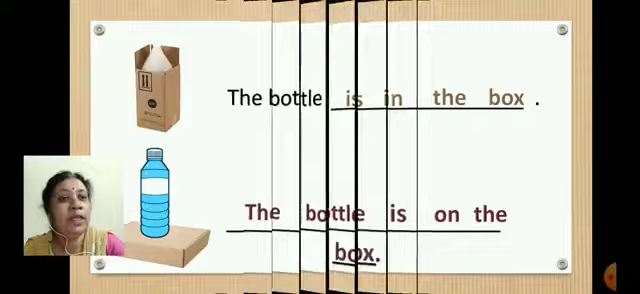 The bottle is in the box .
The bottle is on the
box.